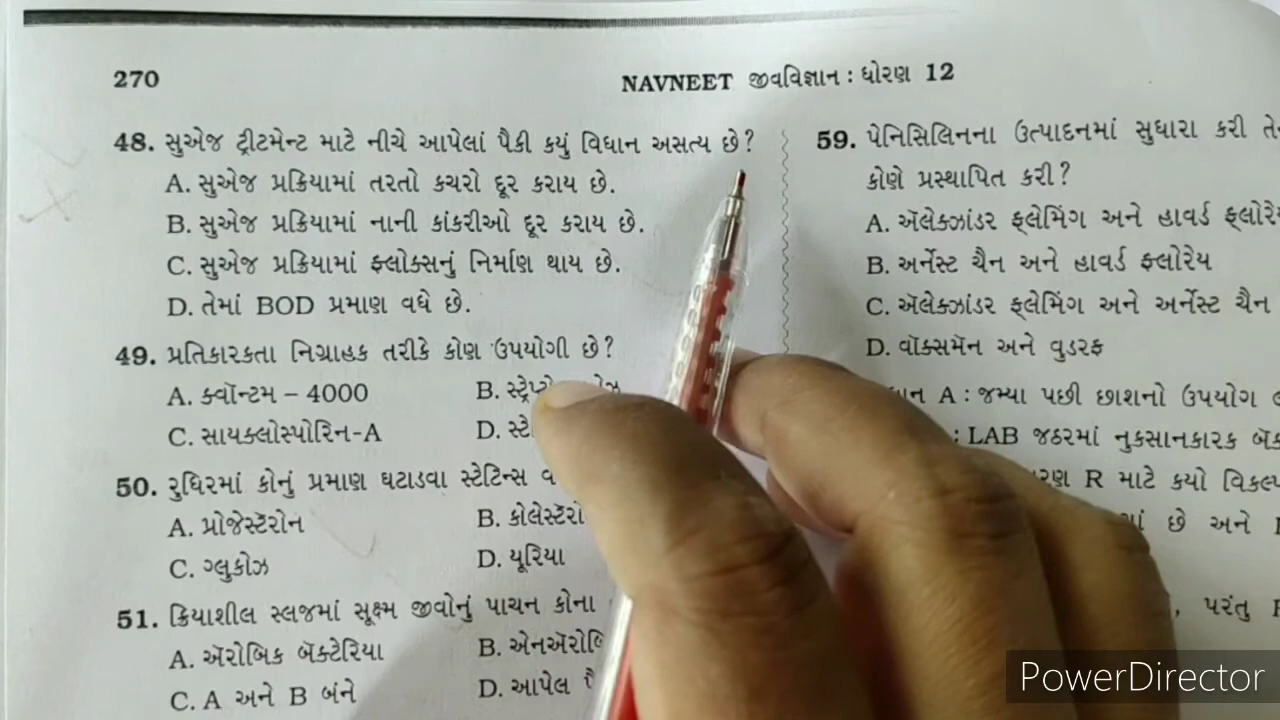 270
NAVNEET જીવવિજ્ઞાન : ધોરણ 12
48. સુએજ ટ્રીટમેન્ટ માટે નીચે આપેલાં પૈકી કયું વિધાન અસત્ય છે?
A. સુએજ પ્રક્રિયામાં તરતો કચરો દૂર કરાય છે.
B. સુએજ પ્રક્રિયામાં નાની કાંકરીઓ દૂર કરાય છે.
C. સુએજ પ્રક્રિયામાં ફ્લોક્સનું નિર્માણ થાય છે.
D. તેમાં BOD પ્રમાણ વધે છે.
49. પ્રતિકારકતા નિગ્રાહક તરીકે કોણ ઉપયોગી છે?
A. ક્વૉન્ટમ – 4000
B.
C. સાયક્લોસ્પોરિન-A
D.
50. રુધિરમાં કોનું પ્રમાણ ઘટાડવા સ્ટેટિન્સ
A. પ્રોજેસ્ટૅરોન
B.
C. ગ્લુકોઝ
D. યૂરિયા
51. ક્રિયાશીલ સ્લજમાં સૂક્ષ્મ જીવોનું પાચન કોના
A. ઍરોબિક બૅક્ટેરિયા
B.
C. A અને B બંને
D. આપેલ
59. પેનિસિલિનના ઉત્પાદનમાં સુધારા કરી
કોણે પ્રસ્થાપિત કરી?
A. ઍલેક્ઝાંડર ફ્લેમિંગ અને હાવર્ડ
B. અર્નેસ્ટ ચૈન અને હાવર્ડ ફ્લોરેય
C. ઍલેક્ઝાંડર ફ્લેમિંગ અને અર્નેસ્ટ ચૈન
D. વૉક્સમૅન અને વુડરફ
A : જમ્યા પછી છાશનો ઉપયોગ
: LAB જઠરમાં નુકસાનકારક
R માટે કયો
છે અને
, પરંતુ
PowerDirector